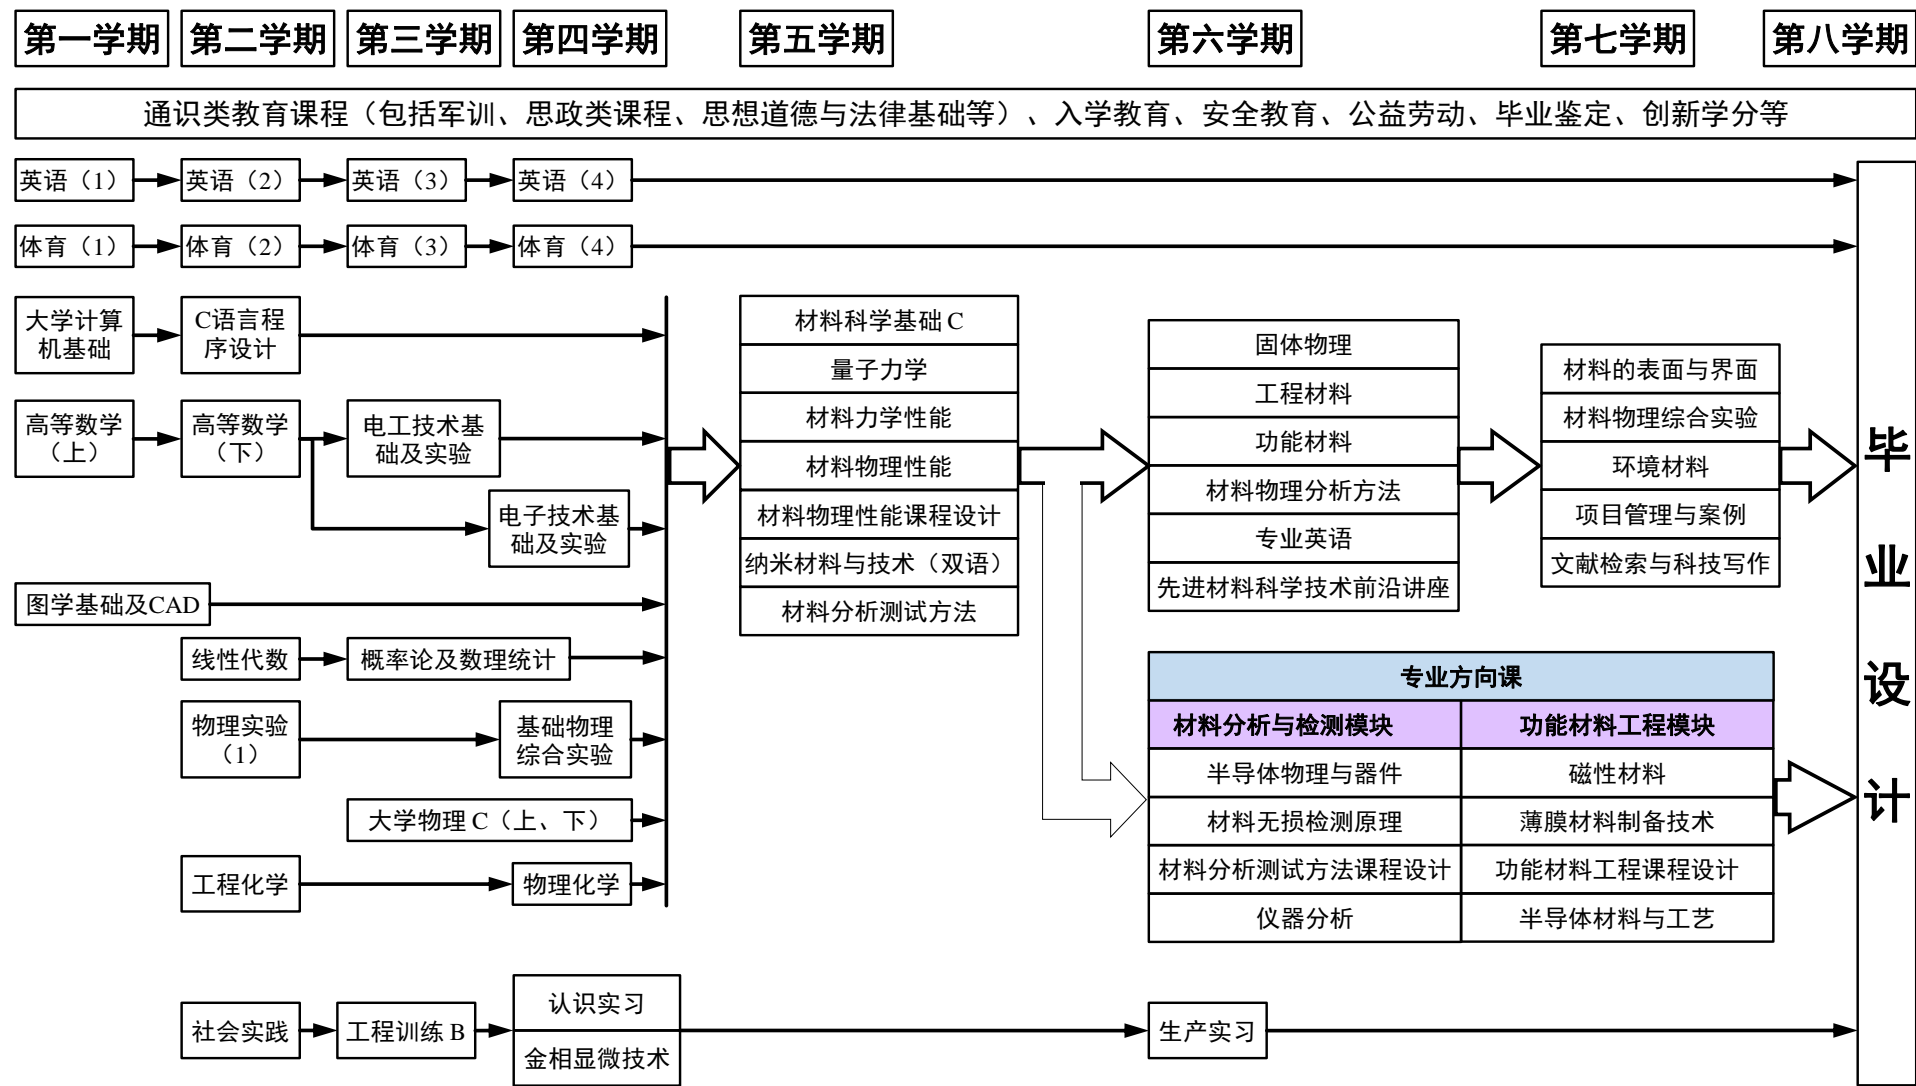 第一学期
第二学期
第三学期
第四学期
第五学期
第六学期
第七学期
第八学期
通识类教育课程（包括军训、思政类课程、思想道德与法律基础等）、入学教育、安全教育、公益劳动、毕业鉴定、创新学分等
英语（1）
英语（2）
英语（3）
英语（4）
体育（1）
体育（2）
体育（3）
体育（4）
大学计算
机基础
C语言程
序设计
高等数学
（上）
高等数学
（下）
电工技术基
础及实验
电子技术基
础及实验
图学基础及CAD
线性代数
概率论及数理统计
物理实验
（1）
基础物理
综合实验
大学物理 C（上、下）
工程化学
物理化学
材料科学基础 C
量子力学
材料力学性能
材料物理性能
材料物理性能课程设计
纳米材料与技术（双语）
材料分析测试方法
固体物理
工程材料
功能材料
材料物理分析方法
专业英语
先进材料科学技术前沿讲座
材料的表面与界面
材料物理综合实验
环境材料
项目管理与案例
文献检索与科技写作
专业方向课
材料分析与检测模块
功能材料工程模块
半导体物理与器件
磁性材料
材料无损检测原理
薄膜材料制备技术
材料分析测试方法课程设计
功能材料工程课程设计
仪器分析
半导体材料与工艺
社会实践
工程训练 B
认识实习
金相显微技术
生产实习
毕
业
设
计